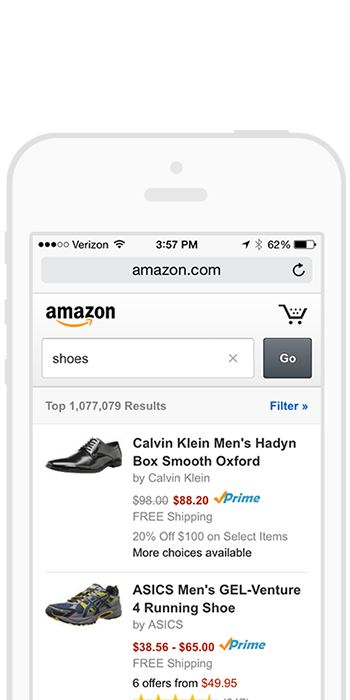 Verizon 3:57 PM 62%
amazon.com
amazon
shoes Go
Top 1,077,079 Results Filter »
Calvin Klein Men's Hadyn
Box Smooth Oxford
by Calvin Klein
$98.00 $88.20 Prime
FREE Shipping
20% Off $100 on Select Items
More choices available
ASICS Men's GEL-Venture
4 Running Shoe
by ASICS
$38.56 - $65.00 Prime
FREE Shipping
6 offers from $49.95